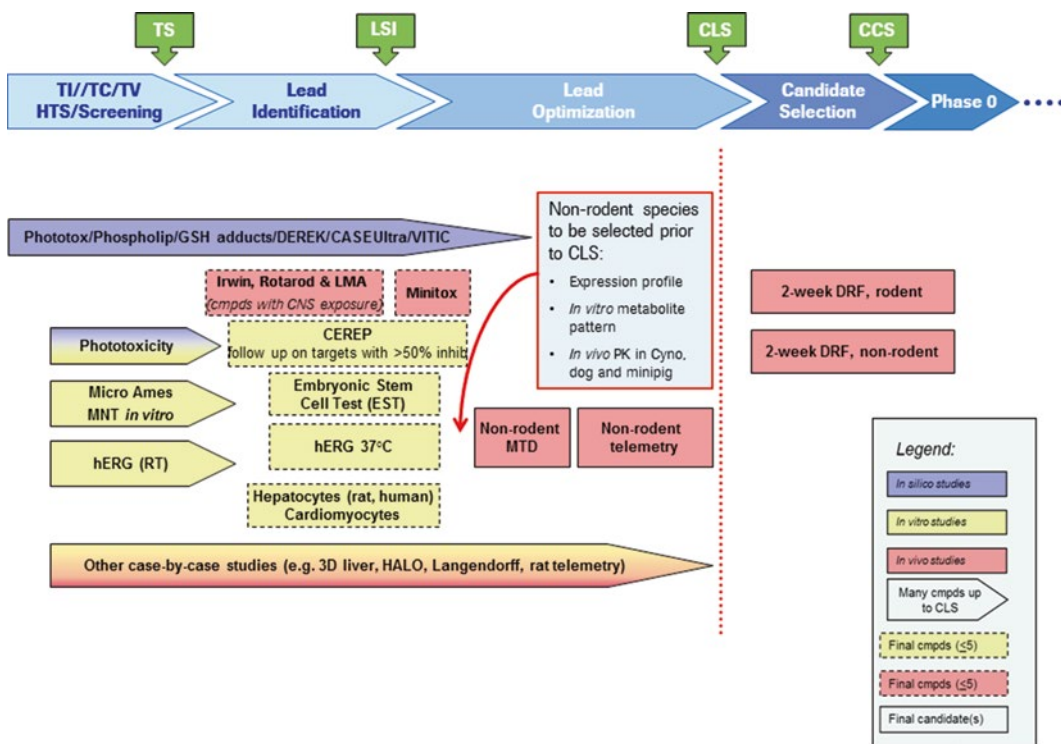 TS
LSI
CLS
CCS
TI//TC/TV
HTS/Screening
Lead
Identification
Lead
Optimization
Candidate
Selection
Phase 0
Phototox/Phospholip/GSH adducts/DEREK/CASEUltra/VITIC
Non-rodent species
to be selected prior
to CLS:
• Expression profile
• In vitro metabolite
pattern
• In vivo PK in Cyno,
dog and minipig
Irwin, Rotarod & LMA
(cmpds with CNS exposure)
Minitox
Phototoxicity
CEREP
follow up on targets with >50% inhib
Micro Ames
MNT in vitro
Embryonic Stem
Cell Test (EST)
hERG (RT)
hERG 37ºC
Hepatocytes (rat, human)
Cardiomyocytes
Non-rodent
MTD
Non-rodent
telemetry
2-week DRF, rodent
2-week DRF, non-rodent
Other case-by-case studies (e.g. 3D liver, HALO, Langendorff, rat telemetry)
Legend:
In silico studies
In vitro studies
In vivo studies
Many cmpds up
to CLS
Final cmpds (≤5)
Final cmpds (≤5)
Final candidate(s)